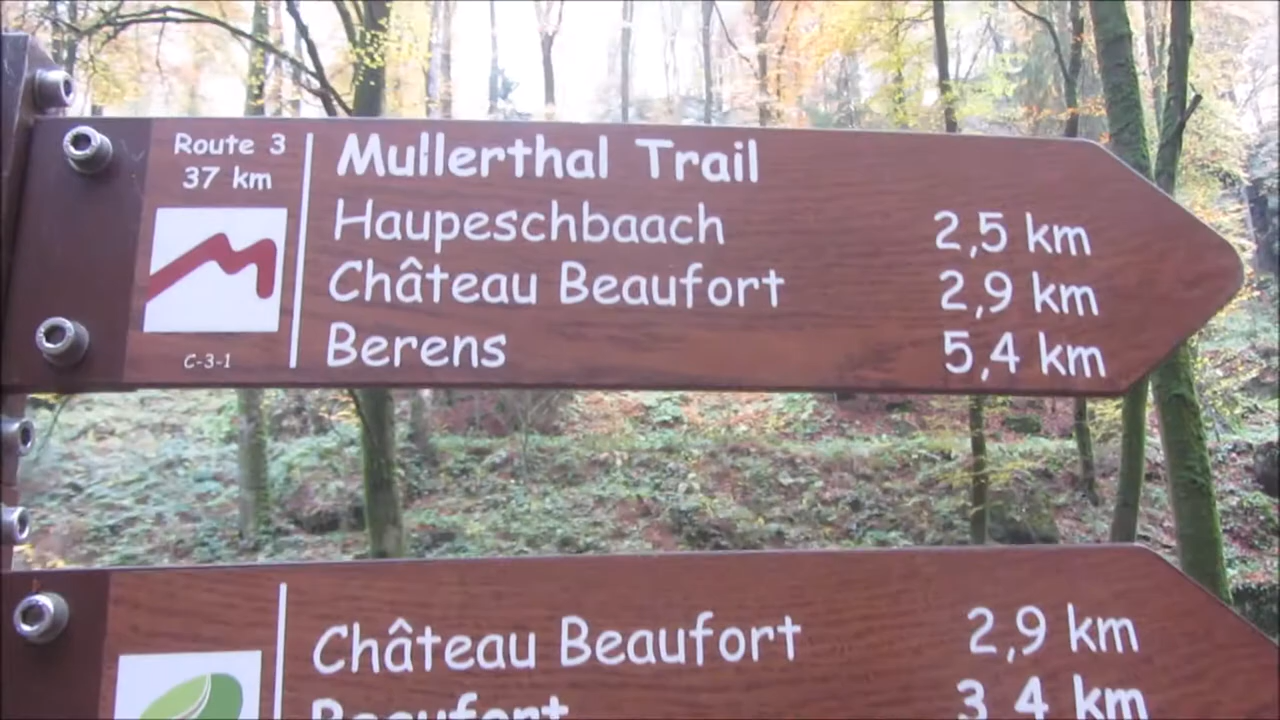 Route 3
37 km
C-3-1
Mullerthal Trail
Haupeschbaach 2,5 km
Château Beaufort 2,9 km
Berens 5,4 km
Château Beaufort 2,9 km
Beaufort 3,4 km